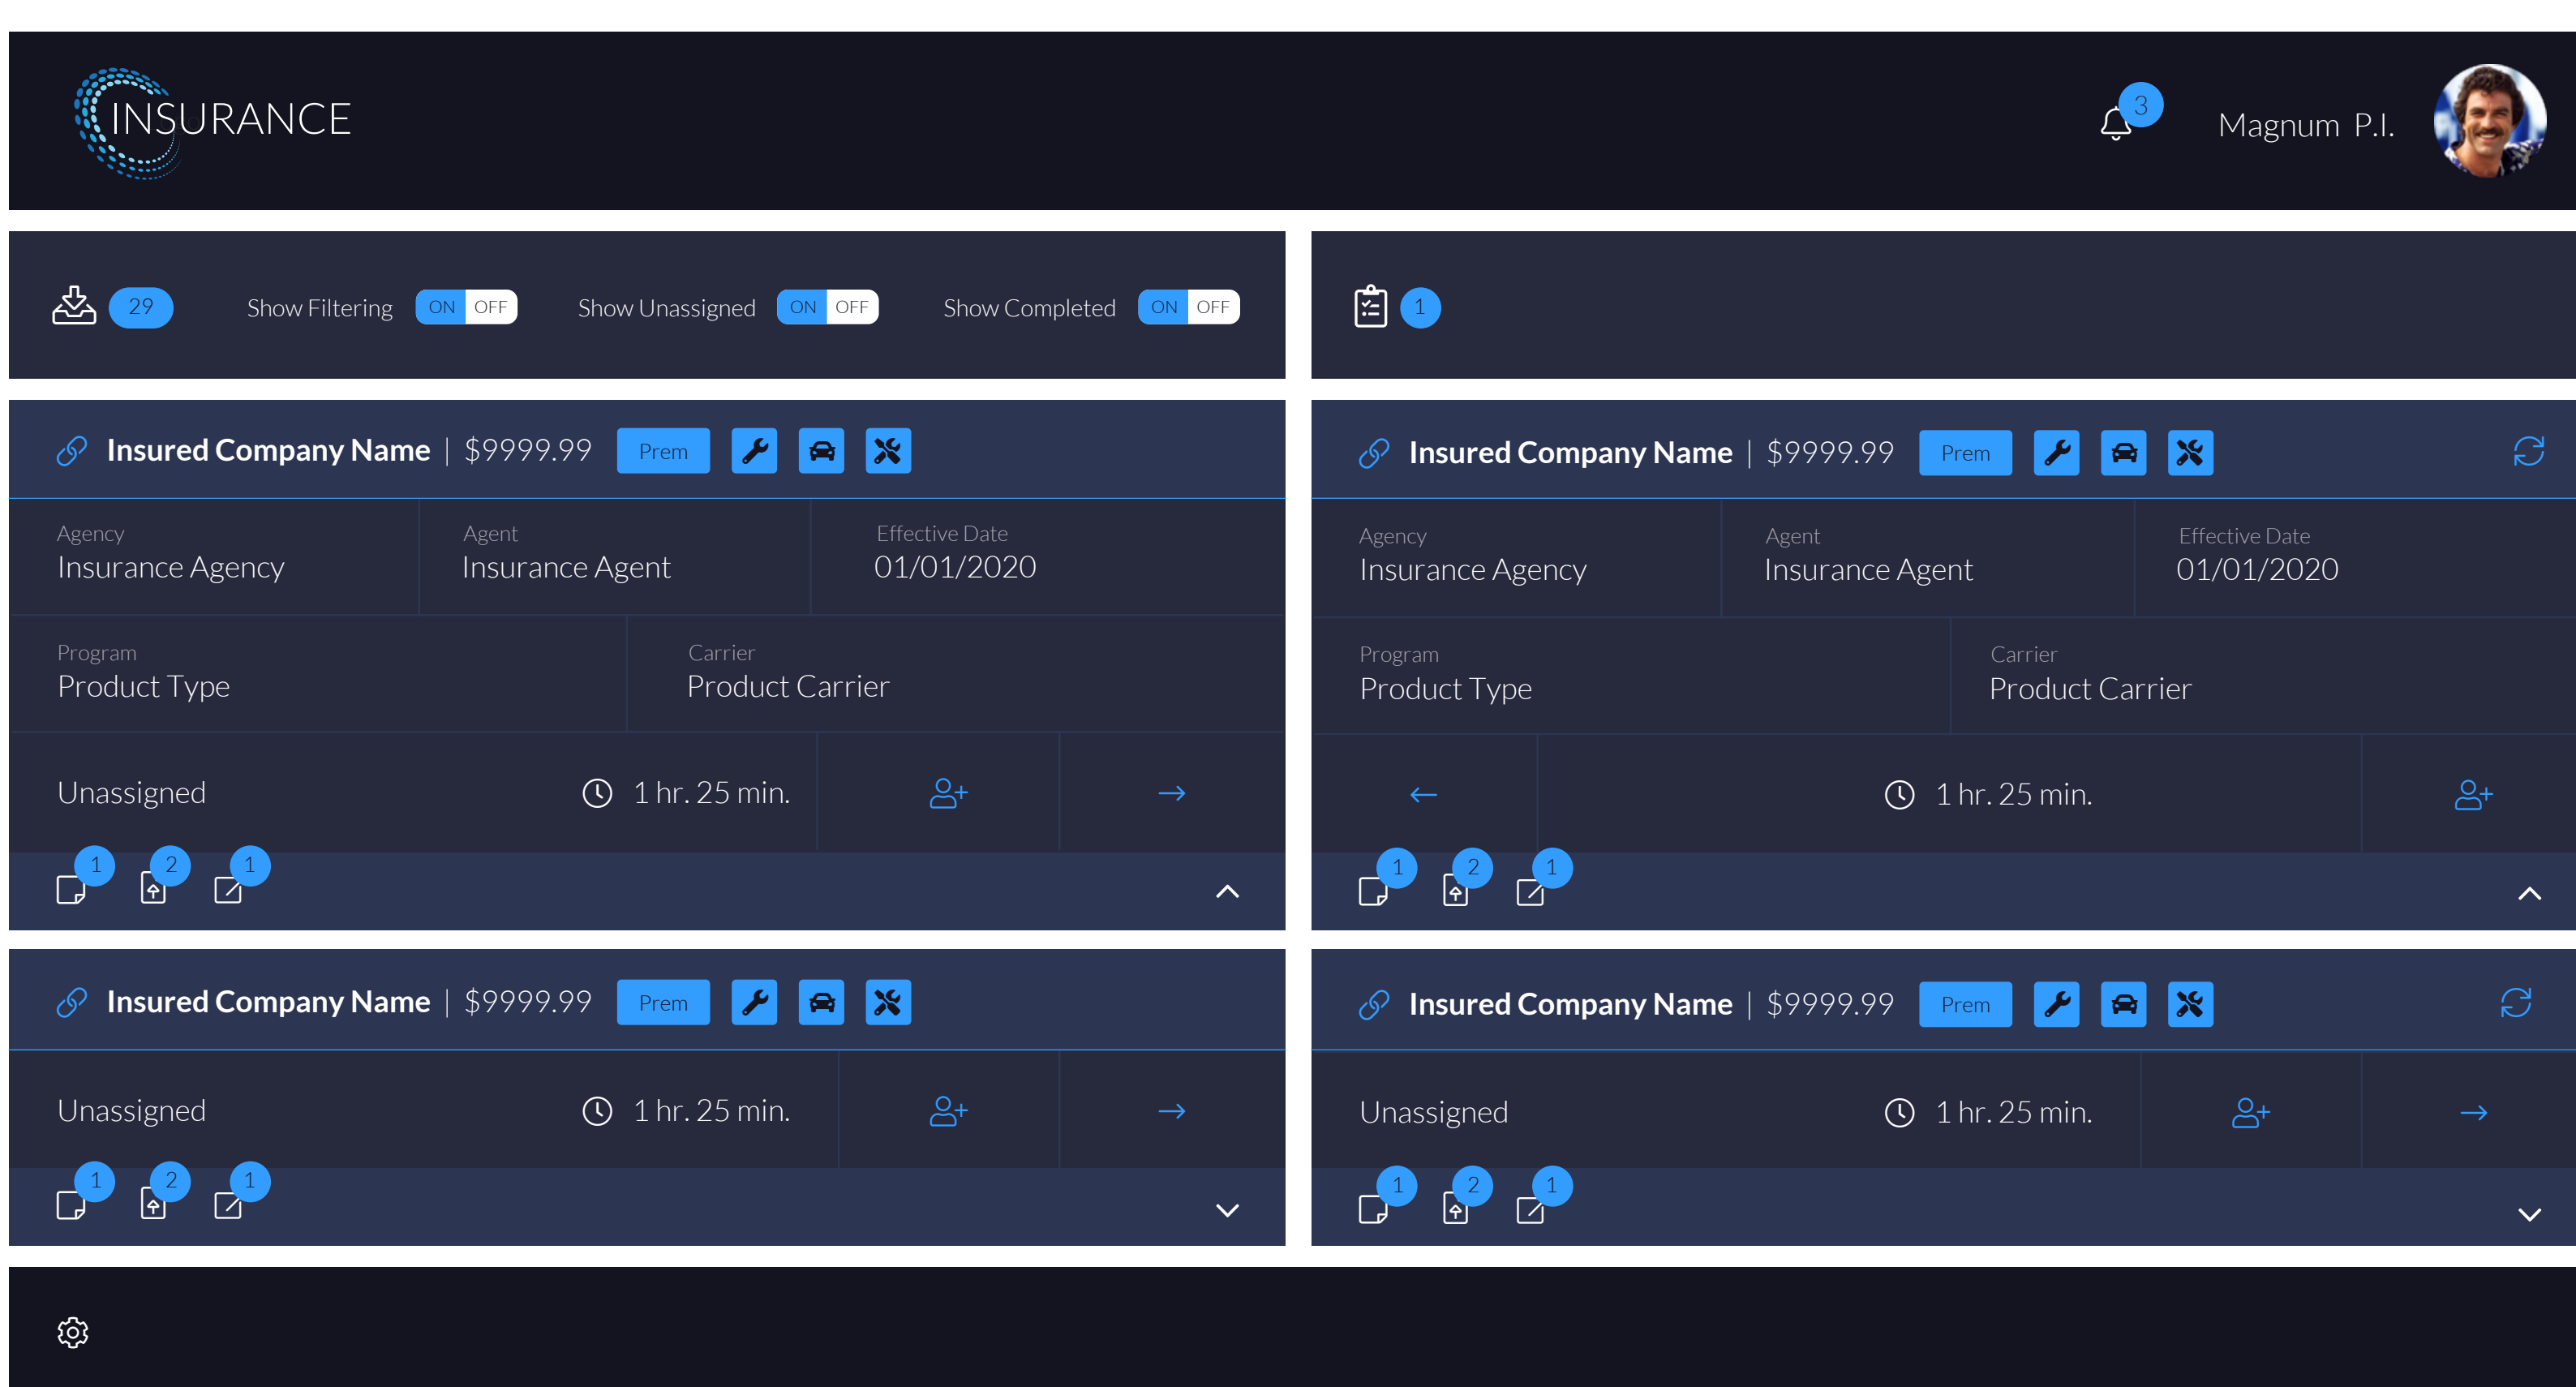 INSURANCE
3
Magnum P.I.
29
Show Filtering ON OFF Show Unassigned ON OFF Show Completed ON OFF
1
Insured Company Name | $9999.99 Prem
Agency Agent Effective Date
Insurance Agency Insurance Agent 01/01/2020
Program Carrier
Product Type Product Carrier
Unassigned 1 hr. 25 min.
1 2 1
Insured Company Name | $9999.99 Prem
Agency Agent Effective Date
Insurance Agency Insurance Agent 01/01/2020
Program Carrier
Product Type Product Carrier
1 hr. 25 min.
1 2 1
Insured Company Name | $9999.99 Prem
Unassigned 1 hr. 25 min.
1 2 1
Insured Company Name | $9999.99 Prem
Unassigned 1 hr. 25 min.
1 2 1